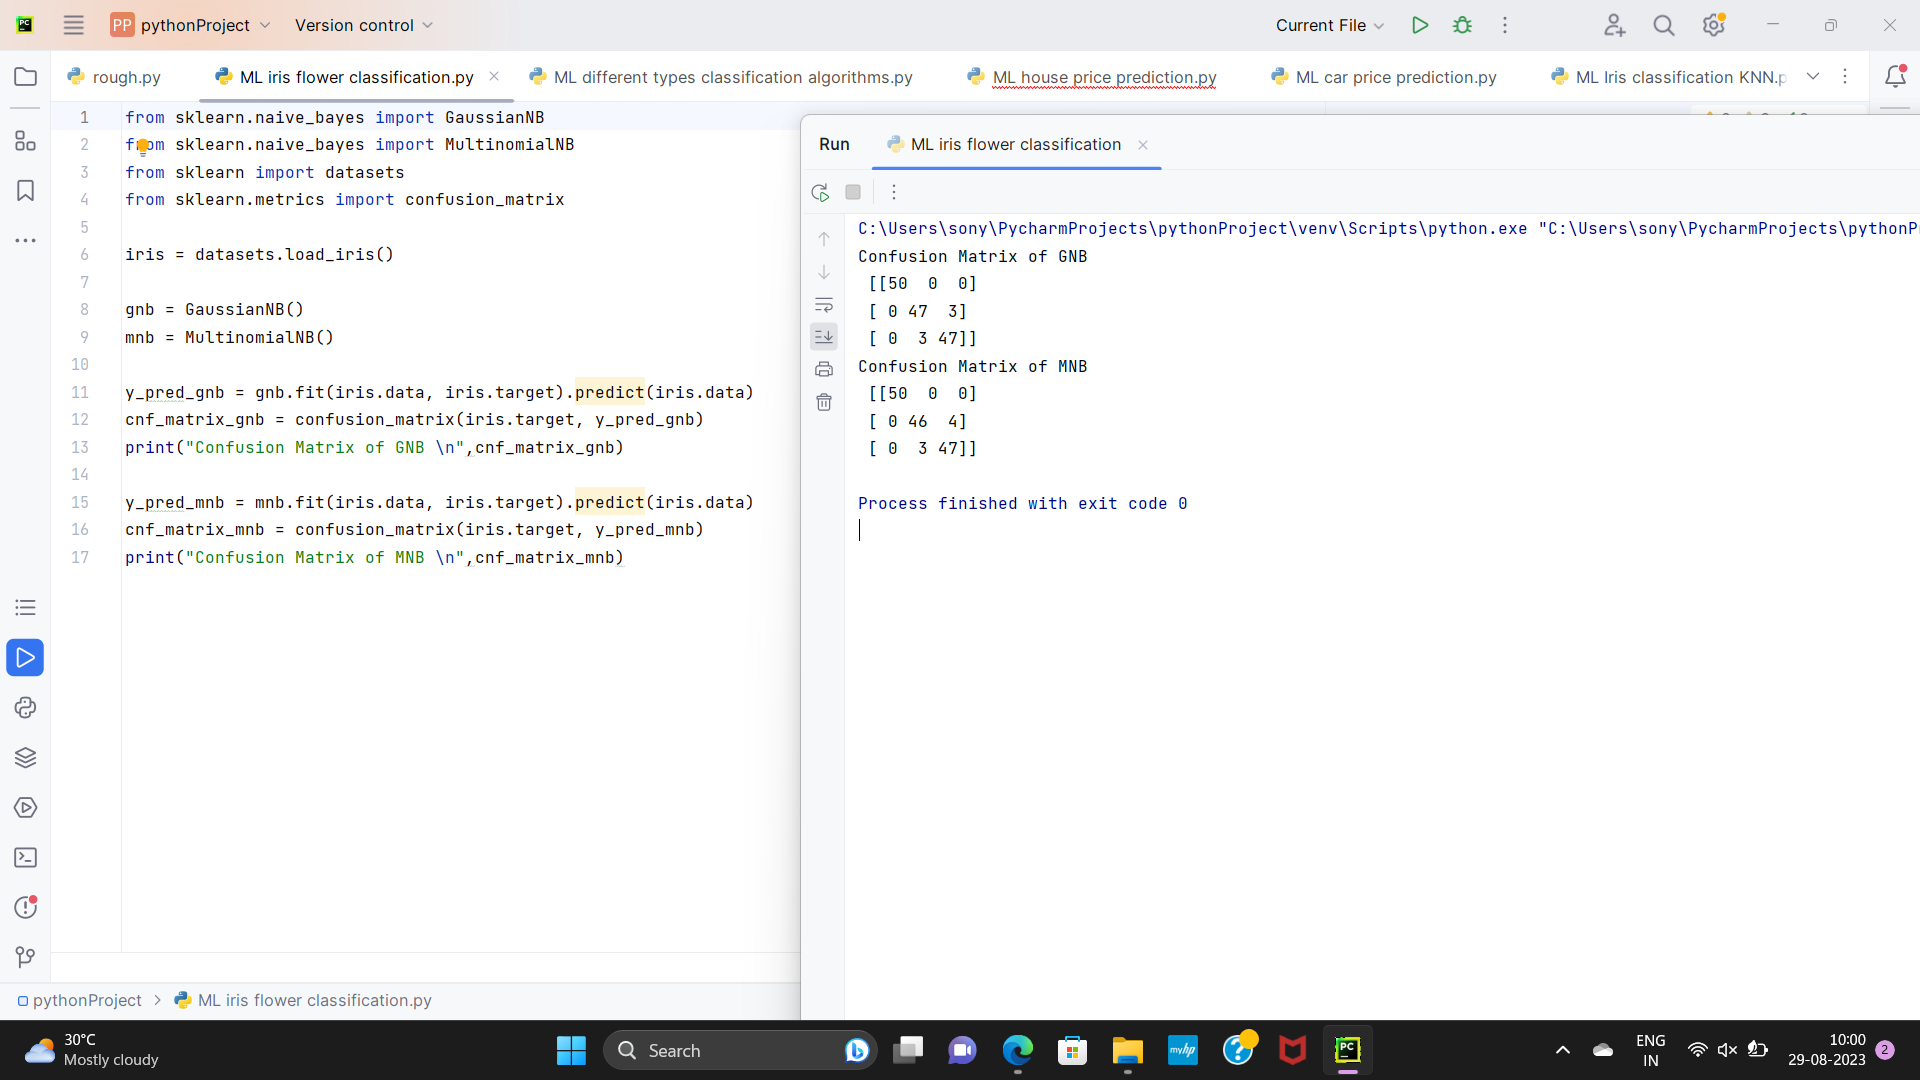 PC
PP pythonProject Version control Current File
rough.py ML iris flower classification.py ML different types classification algorithms.py ML house price prediction.py ML car price prediction.py ML Iris classification KNN.p
1 from sklearn.naive_bayes import GaussianNB
2 from sklearn.naive_bayes import MultinomialNB
3 from sklearn import datasets
4 from sklearn.metrics import confusion_matrix
5
6 iris = datasets.load_iris()
7
8 gnb = GaussianNB()
9 mnb = MultinomialNB()
10
11 y_pred_gnb = gnb.fit(iris.data, iris.target).predict(iris.data)
12 cnf_matrix_gnb = confusion_matrix(iris.target, y_pred_gnb)
13 print("Confusion Matrix of GNB \n",cnf_matrix_gnb)
14
15 y_pred_mnb = mnb.fit(iris.data, iris.target).predict(iris.data)
16 cnf_matrix_mnb = confusion_matrix(iris.target, y_pred_mnb)
17 print("Confusion Matrix of MNB \n",cnf_matrix_mnb)
Run ML iris flower classification
C:\Users\sony\PycharmProjects\pythonProject\venv\Scripts\python.exe "C:\Users\sony\PycharmProjects\pythonP
Confusion Matrix of GNB
[[50 0 0]
[ 0 47 3]
[ 0 3 47]]
Confusion Matrix of MNB
[[50 0 0]
[ 0 46 4]
[ 0 3 47]]
Process finished with exit code 0
pythonProject > ML iris flower classification.py
30°C
Mostly cloudy
Search
myhp
PC
ENG
IN
10:00
29-08-2023
2